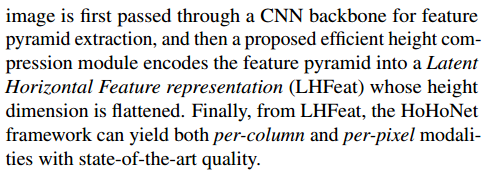 image is first passed through a CNN backbone for feature
pyramid extraction, and then a proposed efficient height com-
pression module encodes the feature pyramid into a Latent
Horizontal Feature representation (LHFeat) whose height
dimension is flattened. Finally, from LHFeat, the HoHoNet
framework can yield both per-column and per-pixel modali-
ties with state-of-the-art quality.